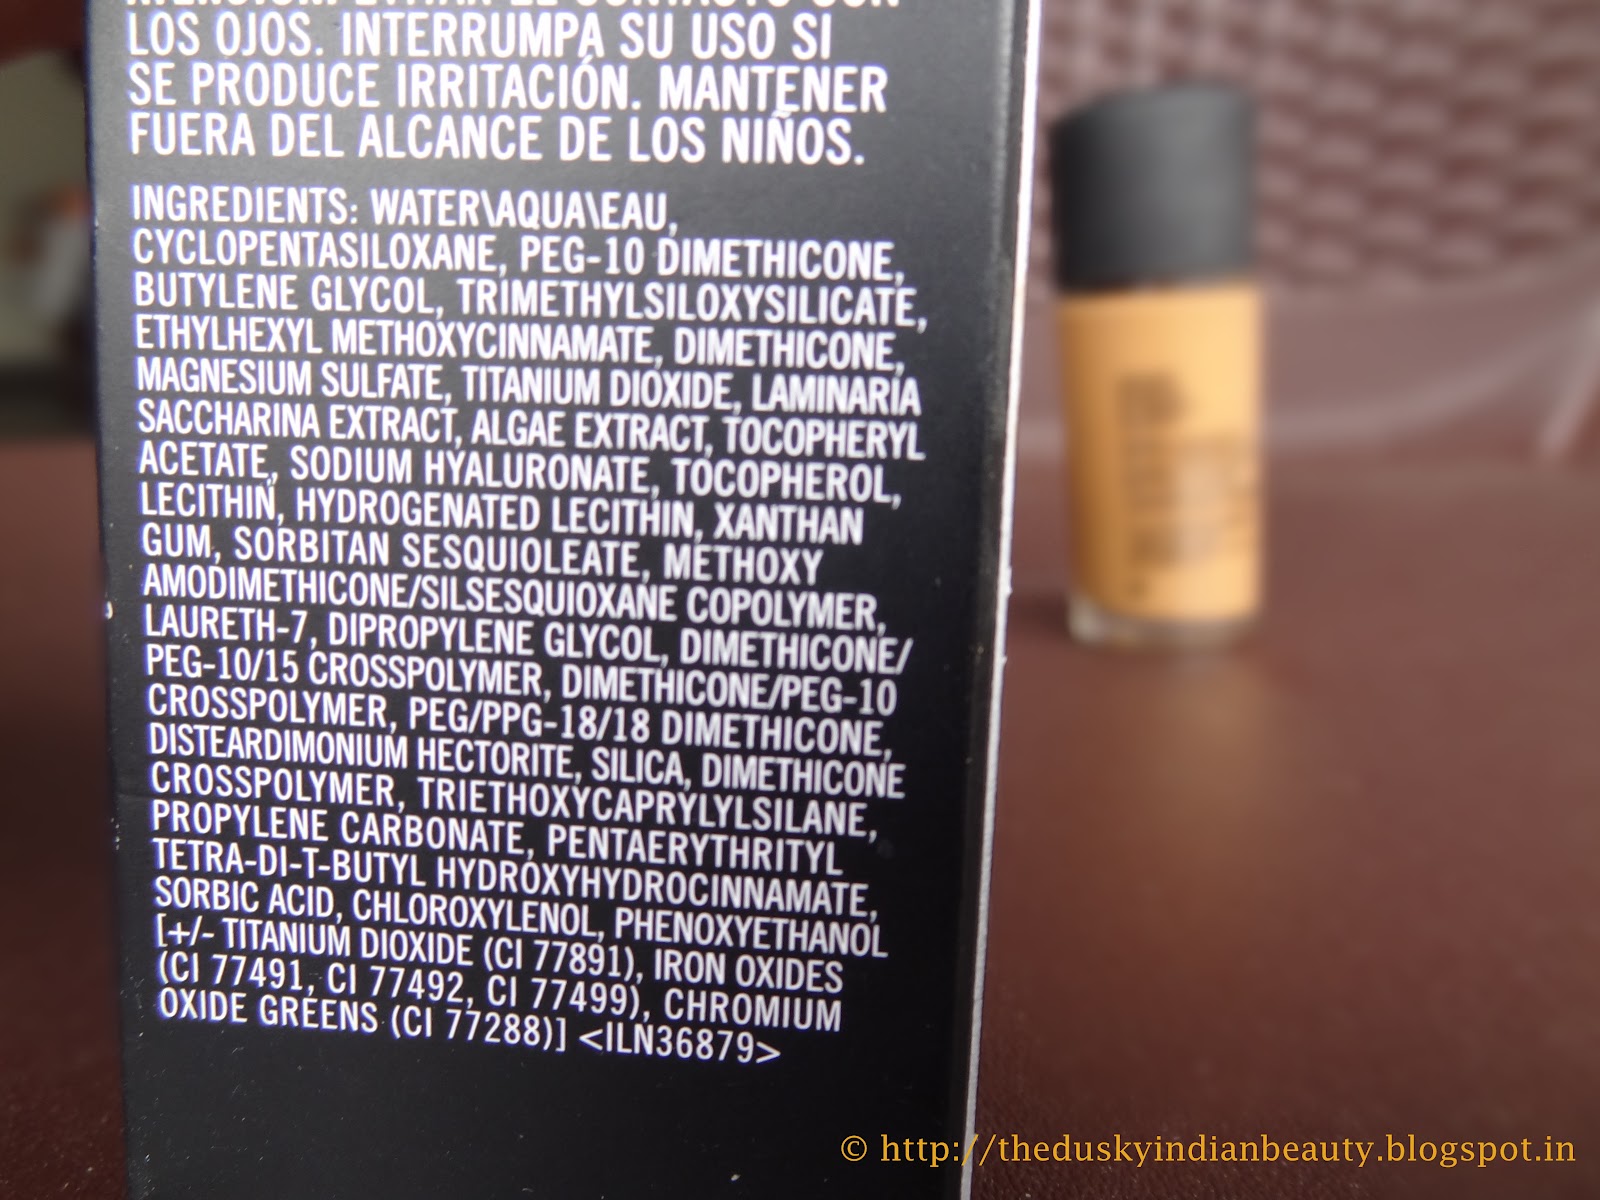 ATENCIÓN: EVITAR EL CONTACTO CON
LOS OJOS. INTERRUMPA SU USO SI
SE PRODUCE IRRITACIÓN. MANTENER
FUERA DEL ALCANCE DE LOS NIÑOS.
INGREDIENTS: WATER\AQUA\EAU,
CYCLOPENTASILOXANE, PEG-10 DIMETHICONE,
BUTYLENE GLYCOL, TRIMETHYLSILOXYSILICATE,
ETHYLHEXYL METHOXYCINNAMATE, DIMETHICONE,
MAGNESIUM SULFATE, TITANIUM DIOXIDE, LAMINARIA
SACCHARINA EXTRACT, ALGAE EXTRACT, TOCOPHERYL
ACETATE, SODIUM HYALURONATE, TOCOPHEROL,
LECITHIN, HYDROGENATED LECITHIN, XANTHAN
GUM, SORBITAN SESQUIOLEATE, METHOXY
AMODIMETHICONE/SILSESQUIOXANE COPOLYMER,
LAURETH-7, DIPROPYLENE GLYCOL, DIMETHICONE/
PEG-10/15 CROSSPOLYMER, DIMETHICONE/PEG-10
CROSSPOLYMER, PEG/PPG-18/18 DIMETHICONE,
DISTEARDIMONIUM HECTORITE, SILICA, DIMETHICONE
CROSSPOLYMER, TRIETHOXYCAPRYLYLSILANE,
PROPYLENE CARBONATE, PENTAERYTHRITYL
TETRA-DI-T-BUTYL HYDROXYHYDROCINNAMATE,
SORBIC ACID, CHLOROXYLENOL, PHENOXYETHANOL
[+/- TITANIUM DIOXIDE (CI 77891), IRON OXIDES
(CI 77491, CI 77492, CI 77499), CHROMIUM
OXIDE GREENS (CI 77288)] <ILN36879>
© http://theduskyindianbeauty.blogspot.in